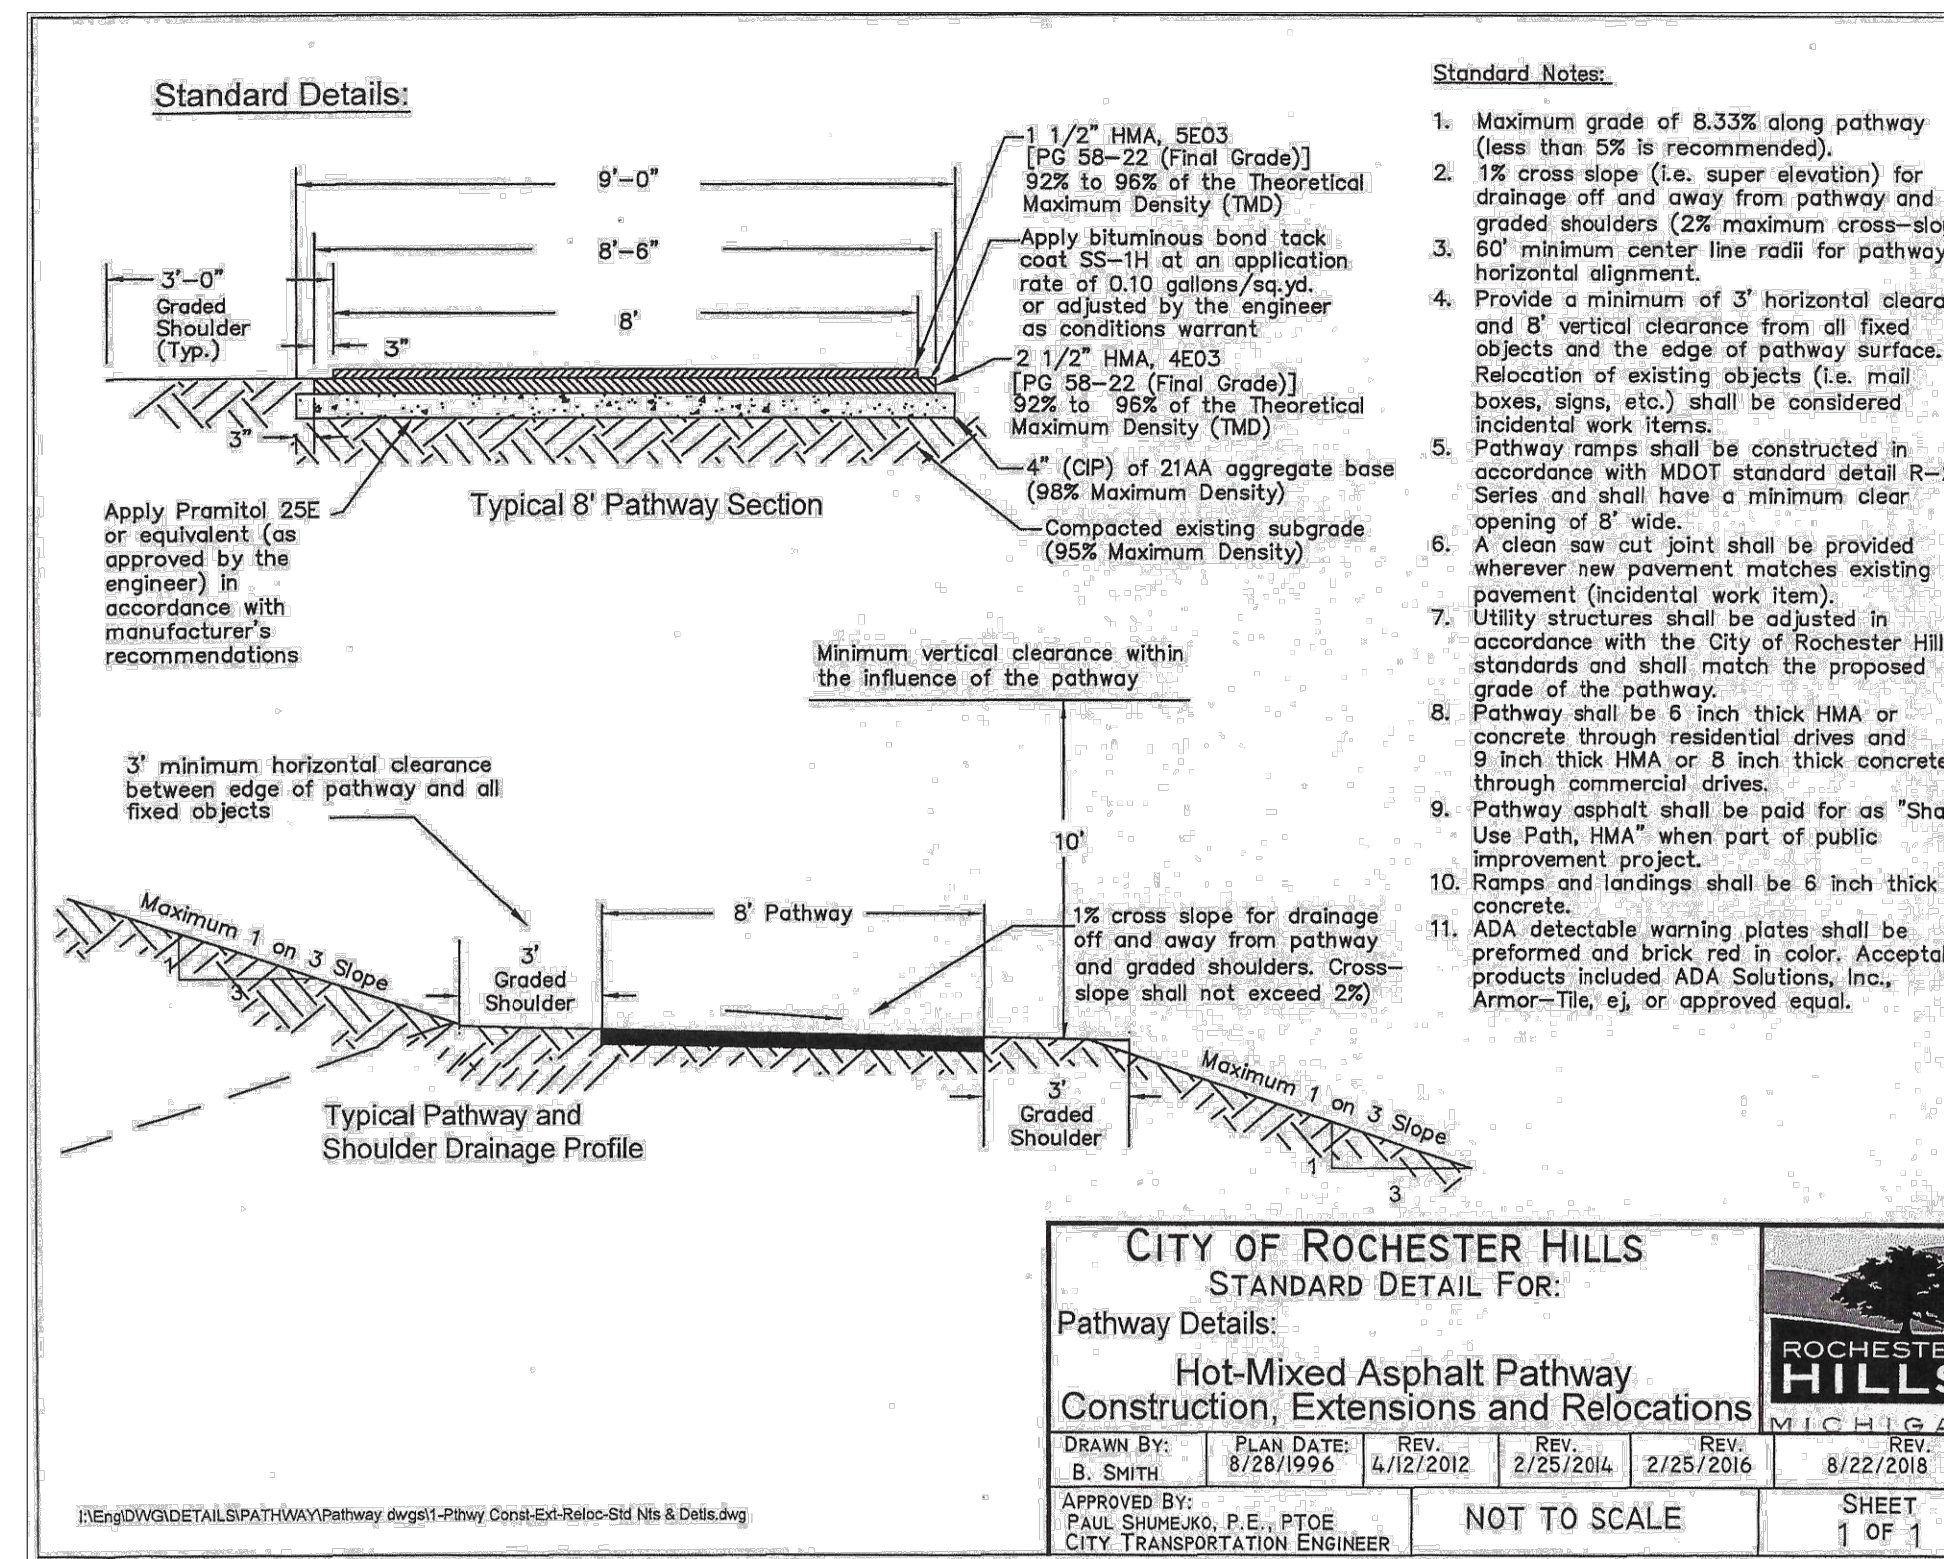 Standard Details:
9'-0"
8'-6"
3'-0"
Graded
Shoulder
(Typ.)
8'
3"
3"
1 1/2" HMA, 5E03
[PG 58-22 (Final Grade)]
92% to 96% of the Theoretical
Maximum Density (TMD)
Apply bituminous bond tack
coat SS-1H at an application
rate of 0.10 gallons/sq.yd.
or adjusted by the engineer
as conditions warrant
2 1/2" HMA, 4E03
[PG 58-22 (Final Grade)]
92% to 96% of the Theoretical
Maximum Density (TMD)
4" (CIP) of 21AA aggregate base
(98% Maximum Density)
Compacted existing subgrade
(95% Maximum Density)
Typical 8' Pathway Section
Apply Pramitol 25E
or equivalent (as
approved by the
engineer) in
accordance with
manufacturer's
recommendations
Minimum vertical clearance within
the influence of the pathway
3' minimum horizontal clearance
between edge of pathway and all
fixed objects
10'
Maximum 1 on 3 Slope
1
3
3'
Graded
Shoulder
8' Pathway
1% cross slope for drainage
off and away from pathway
and graded shoulders. Cross-
slope shall not exceed 2%)
3'
Graded
Shoulder
Maximum 1 on 3 Slope
1
3
Typical Pathway and
Shoulder Drainage Profile
Standard Notes:
1. Maximum grade of 8.33% along pathway
(less than 5% is recommended).
2. 1% cross slope (i.e. super elevation) for
drainage off and away from pathway and
graded shoulders (2% maximum cross-slo
3. 60' minimum center line radii for pathway
horizontal alignment.
4. Provide a minimum of 3' horizontal cleara
and 8' vertical clearance from all fixed
objects and the edge of pathway surface.
Relocation of existing objects (i.e. mail
boxes, signs, etc.) shall be considered
incidental work items.
5. Pathway ramps shall be constructed in
accordance with MDOT standard detail R-
Series and shall have a minimum clear
opening of 8' wide.
6. A clean saw cut joint shall be provided
wherever new pavement matches existing
pavement (incidental work item).
7. Utility structures shall be adjusted in
accordance with the City of Rochester Hill
standards and shall match the proposed
grade of the pathway.
8. Pathway shall be 6 inch thick HMA or
concrete through residential drives and
9 inch thick HMA or 8 inch thick concrete
through commercial drives.
9. Pathway asphalt shall be paid for as "Sha
Use Path, HMA" when part of public
improvement project.
10. Ramps and landings shall be 6 inch thick
concrete.
11. ADA detectable warning plates shall be
preformed and brick red in color. Acceptal
products included ADA Solutions, Inc.,
Armor-Tile, ej, or approved equal.
CITY OF ROCHESTER HILLS
STANDARD DETAIL FOR:
Pathway Details:
Hot-Mixed Asphalt Pathway
Construction, Extensions and Relocations
ROCHESTE
HILLS
MICHIGA
DRAWN BY:
B. SMITH
PLAN DATE:
8/28/1996
REV.
4/12/2012
REV.
2/25/2014
REV.
2/25/2016
REV.
8/22/2018
APPROVED BY:
PAUL SHUMEJKO, P.E., PTOE
CITY TRANSPORTATION ENGINEER
NOT TO SCALE
SHEET
1 OF 1
I:\Eng\DWG\DETAILS\PATHWAY\Pathway dwgs\1-Pthwy Const-Ext-Reloc-Std Nts & Detls.dwg